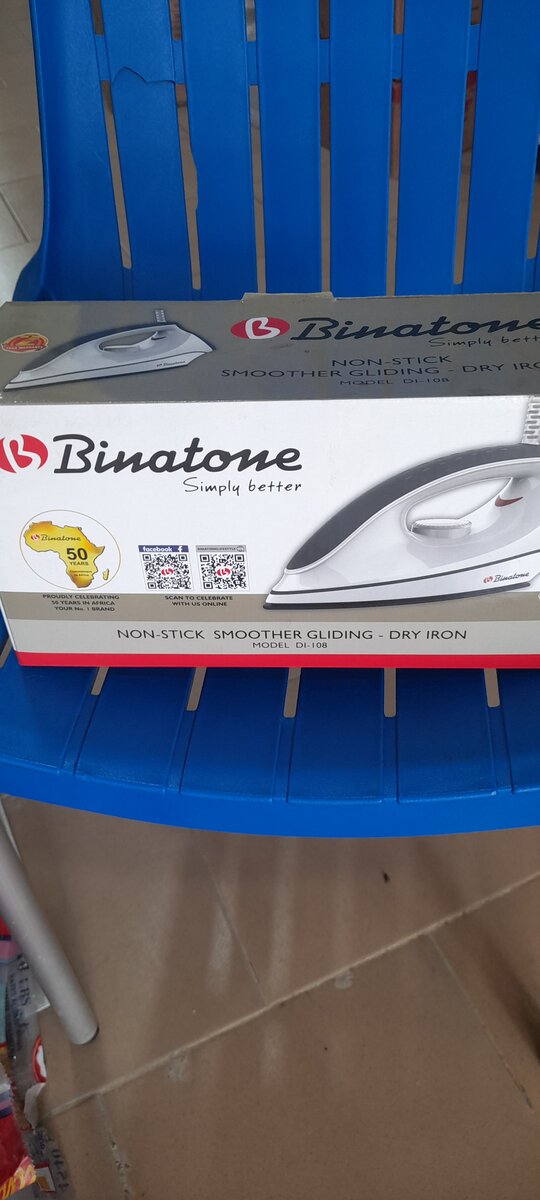 Binatone
Simply bett
NON-STICK
SMOOTHER GLIDING - DRY IRO
MODEL DI-108
Binatone
Simply better
Binatone
50
YEARS
facebook f
PROUDLY CELEBRATING
50 YEARS IN AFRICA
YOUR No. 1 BRAND
SCAN TO CELEBRATE
WITH US ONLINE
Binatone
NON-STICK SMOOTHER GLIDING - DRY IRON
MODEL DI-108